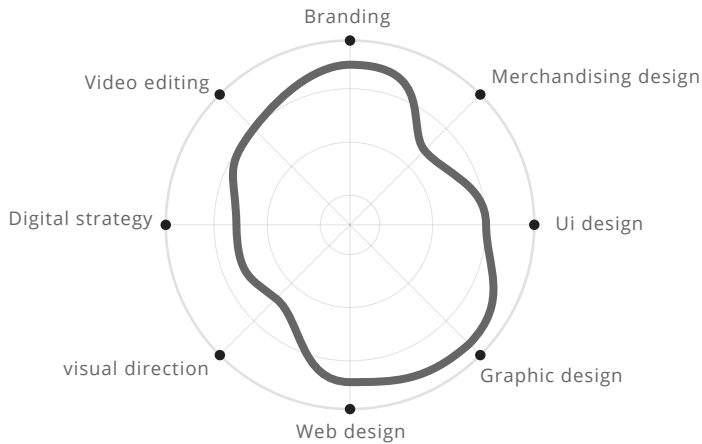 Branding
Merchandising design
Video editing
Digital strategy
Ui design
visual direction
Graphic design
Web design